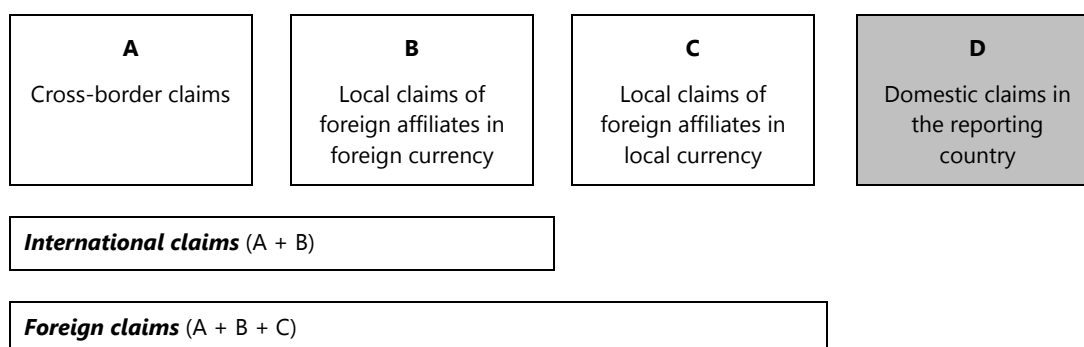 A
Cross-border claims
B
Local claims of
foreign affiliates in
foreign currency
C
Local claims of
foreign affiliates in
local currency
D
Domestic claims in
the reporting
country
International claims (A + B)
Foreign claims (A + B + C)